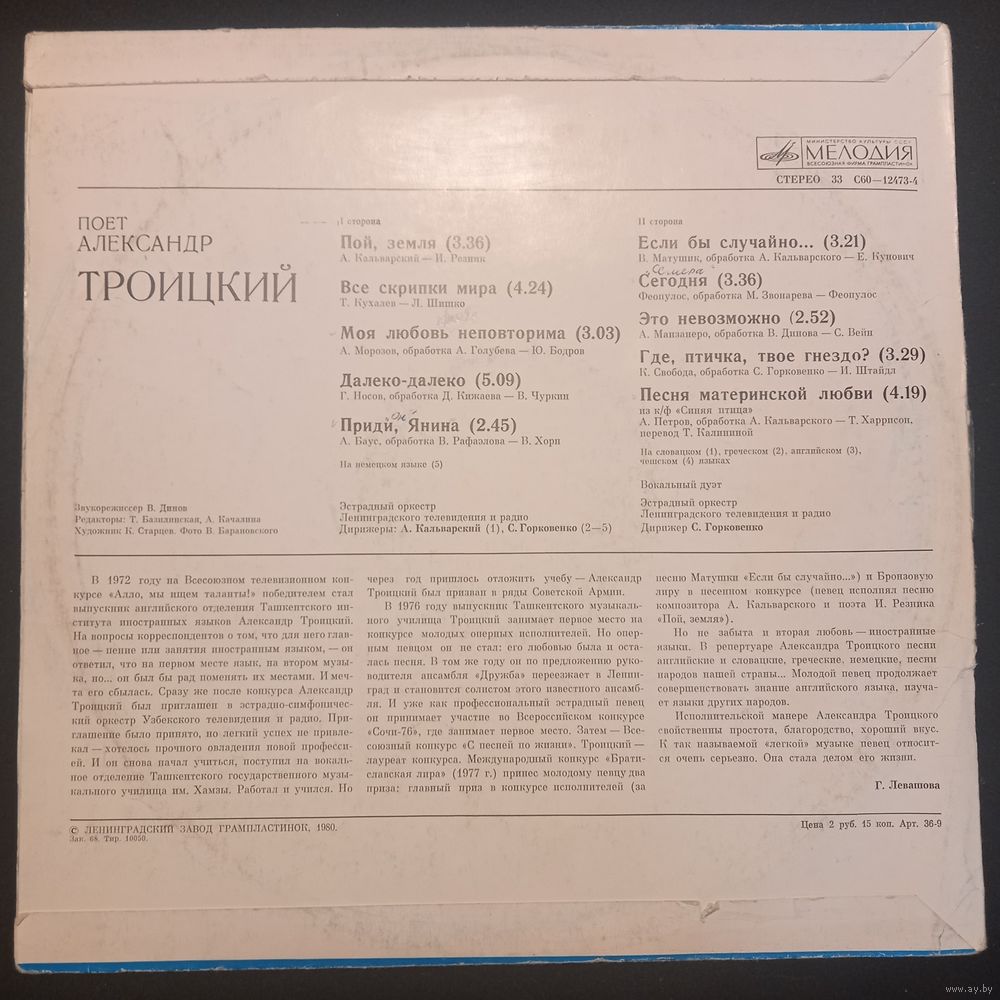 МИНИСТЕРСТВО КУЛЬТУРЫ СССР
МЕЛОДИЯ
ВСЕСОЮЗНАЯ ФИРМА ГРАМПЛАСТИНОК
СТЕРЕО 33 С60—12473-4
ПОЕТ
АЛЕКСАНДР
ТРОИЦКИЙ
I сторона
Пой, земля (3.36)
А. Кальварский — И. Резник
Все скрипки мира (4.24)
Т. Кухалев — Л. Шишко
Моя любовь неповторима (3.03)
А. Морозов, обработка А. Голубева — Ю. Бодров
Далеко-далеко (5.09)
Г. Носов, обработка Д. Кижаева — В. Чуркин
Приди, Янина (2.45)
А. Баус, обработка В. Рафаэлова — В. Хорн
На немецком языке (5)
Эстрадный оркестр
Ленинградского телевидения и радио
Дирижеры: А. Кальварский (1), С. Горковенко (2—5)
II сторона
Если бы случайно... (3.21)
В. Матушик, обработка А. Кальварского — Е. Кунович
Сегодня (3.36)
Феопулос, обработка М. Звонарева — Феопулос
Это невозможно (2.52)
А. Манзанеро, обработка В. Динова — С. Вейн
Где, птичка, твое гнездо? (3.29)
К. Свобода, обработка С. Горковенко — И. Штайдл
Песня материнской любви (4.19)
из к/ф «Синяя птица»
А. Петров, обработка А. Кальварского — Т. Харрисон,
перевод Т. Калининой
На словацком (1), греческом (2), английском (3),
чешском (4) языках
Вокальный дуэт
Эстрадный оркестр
Ленинградского телевидения и радио
Дирижер С. Горковенко
Звукорежиссер В. Динов
Редакторы: Т. Базилинская, А. Качалина
Художник К. Старцев. Фото В. Барановского
В 1972 году на Всесоюзном телевизионном кон-
курсе «Алло, мы ищем таланты!» победителем стал
выпускник английского отделения Ташкентского ин-
ститута иностранных языков Александр Троицкий.
На вопросы корреспондентов о том, что для него глав-
ное — пение или занятия иностранным языком, — он
ответил, что на первом месте язык, на втором музы-
ка, но... он был бы рад поменять их местами. И меч-
та его сбылась. Сразу же после конкурса Александр
Троицкий был приглашен в эстрадно-симфоничес-
кий оркестр Узбекского телевидения и радио. При-
глашение было принято, но легкий успех не привле-
кал — хотелось прочного овладения новой професси-
ей. И он снова начал учиться, поступил на вокаль-
ное отделение Ташкентского государственного музы-
кального училища им. Хамзы. Работал и учился. Но
через год пришлось отложить учебу — Александр
Троицкий был призван в ряды Советской Армии.
В 1976 году выпускник Ташкентского музыкаль-
ного училища Троицкий занимает первое место на
конкурсе молодых оперных исполнителей. Но опер-
ным певцом он не стал: его любовью была и оста-
лась песня. В том же году он по предложению руко-
водителя ансамбля «Дружба» переезжает в Ленин-
град и становится солистом этого известного ансамб-
ля. И уже как профессиональный эстрадный певец
он принимает участие во Всероссийском конкурсе
«Сочи-76», где занимает первое место. Затем — Все-
союзный конкурс «С песней по жизни». Троицкий —
лауреат конкурса. Международный конкурс «Брати-
славская лира» (1977 г.) принес молодому певцу два
приза: главный приз в конкурсе исполнителей (за
песню Матушки «Если бы случайно...») и Бронзовую
лиру в песенном конкурсе (певец исполнял песню
композитора А. Кальварского и поэта И. Резника
«Пой, земля»).
Но не забыта и вторая любовь — иностранные
языки. В репертуаре Александра Троицкого песни
английские и словацкие, греческие, немецкие, песни
народов нашей страны... Молодой певец продолжает
совершенствовать знание английского языка, изуча-
ет языки других народов.
Исполнительской манере Александра Троицкого
свойственны простота, благородство, хороший вкус.
К так называемой «легкой» музыке певец относит-
ся очень серьезно. Она стала делом его жизни.
Г. Левашова
© ЛЕНИНГРАДСКИЙ ЗАВОД ГРАМПЛАСТИНОК, 1980.
Зак. 68. Тир. 10050.
Цена 2 руб. 15 коп. Арт. 36-9
www.ay.by